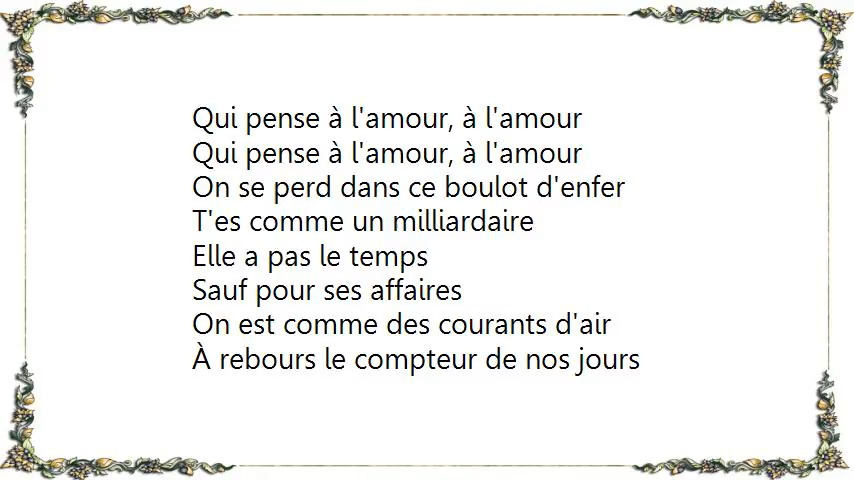 Qui pense à l'amour, à l'amour
Qui pense à l'amour, à l'amour
On se perd dans ce boulot d'enfer
T'es comme un milliardaire
Elle a pas le temps
Sauf pour ses affaires
On est comme des courants d'air
À rebours le compteur de nos jours